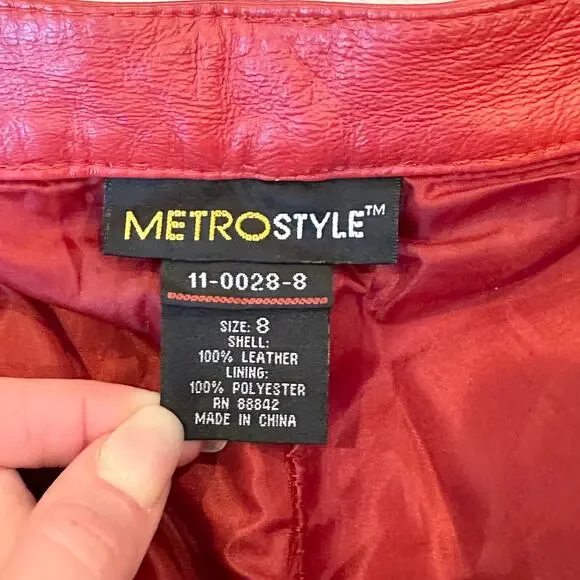 METROSTYLE™
11-0028-8
SIZE: 8
SHELL:
100% LEATHER
LINING:
100% POLYESTER
RN 88842
MADE IN CHINA